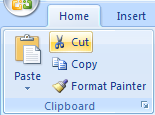 Home Insert
Cut
Copy
Paste
Format Painter
Clipboard